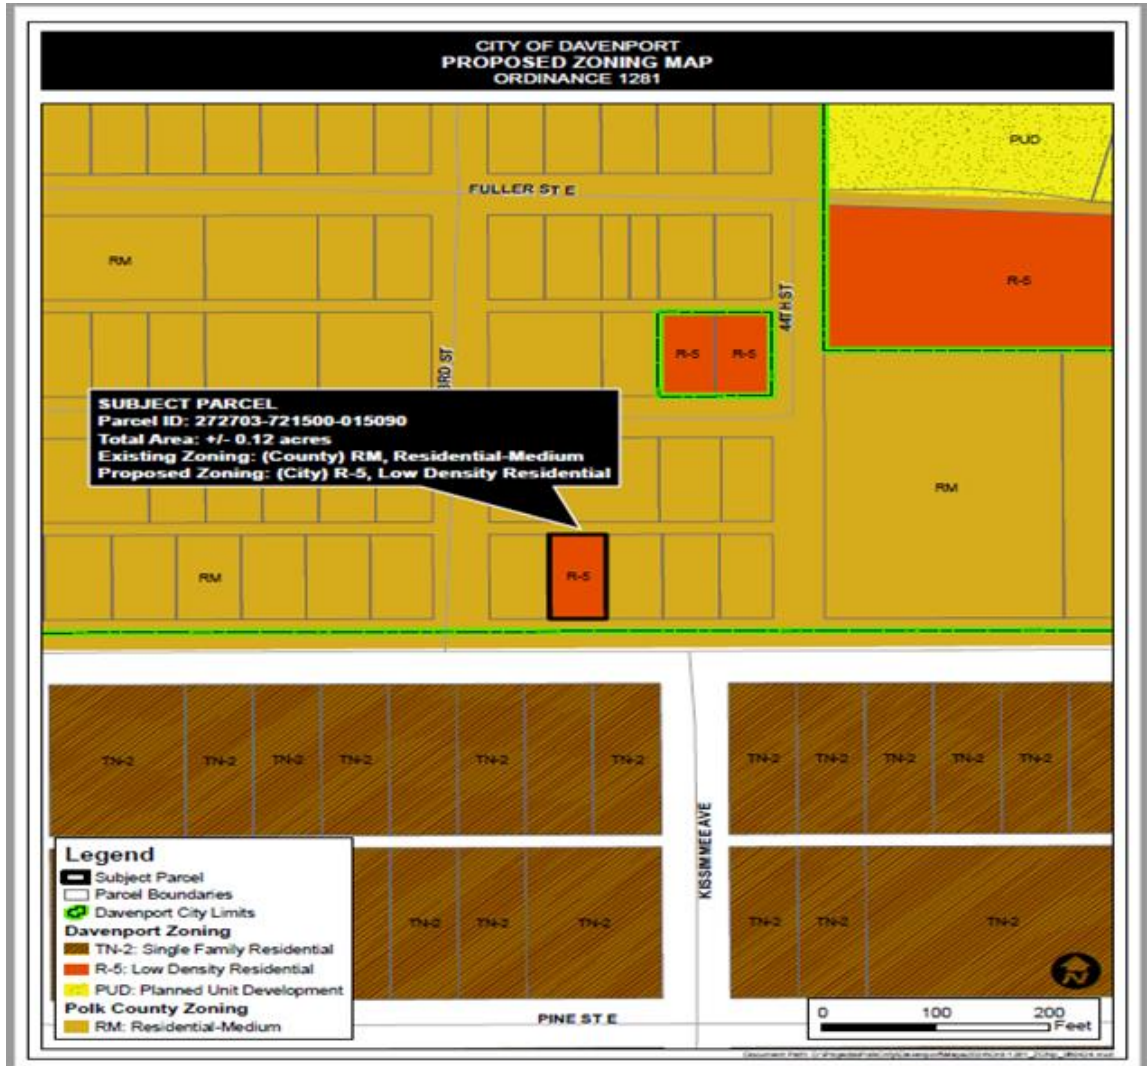 CITY OF DAVENPORT
PROPOSED ZONING MAP
ORDINANCE 1281
PUD
FULLER ST E
RM
R-5
44TH ST
R-5
R-5
3RD ST
SUBJECT PARCEL
Parcel ID: 272703-721500-015090
Total Area: +/- 0.12 acres
Existing Zoning: (County) RM, Residential-Medium
Proposed Zoning: (City) R-5, Low Density Residential
RM
RM
R-5
TN-2
TN-2
TN-2
TN-2
TN-2
TN-2
TN-2
TN-2
TN-2
TN-2
TN-2
KISSIMMEE AVE
Legend
Subject Parcel
Parcel Boundaries
Davenport City Limits
Davenport Zoning
TN-2: Single Family Residential
R-5: Low Density Residential
PUD: Planned Unit Development
Polk County Zoning
RM: Residential-Medium
TN-2
TN-2
TN-2
TN-2
TN-2
TN-2
N
PINE ST E
0 100 200
Feet